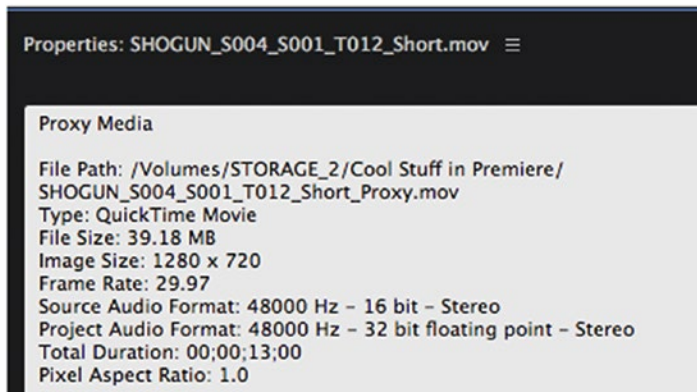 Properties: SHOGUN_S004_S001_T012_Short.mov
Proxy Media
File Path: /Volumes/STORAGE_2/Cool Stuff in Premiere/
SHOGUN_S004_S001_T012_Short_Proxy.mov
Type: QuickTime Movie
File Size: 39.18 MB
Image Size: 1280 x 720
Frame Rate: 29.97
Source Audio Format: 48000 Hz – 16 bit – Stereo
Project Audio Format: 48000 Hz – 32 bit floating point – Stereo
Total Duration: 00;00;13;00
Pixel Aspect Ratio: 1.0